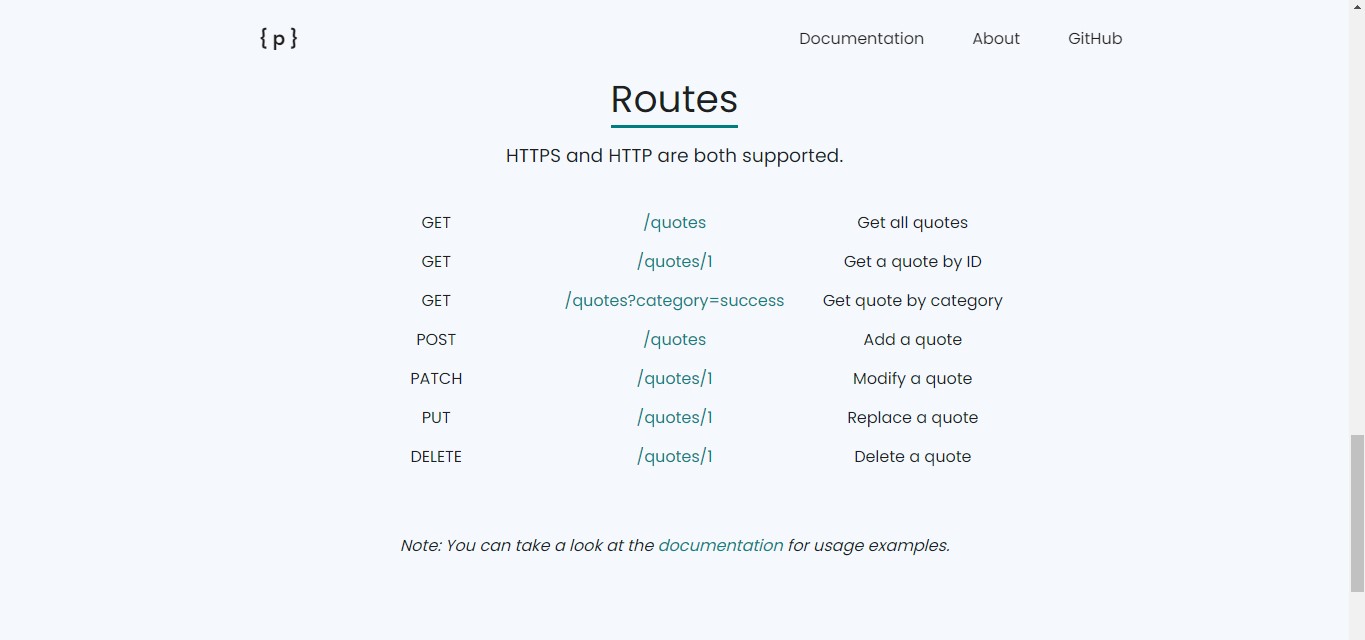 { p } Documentation About GitHub
Routes
HTTPS and HTTP are both supported.
GET /quotes Get all quotes
GET /quotes/1 Get a quote by ID
GET /quotes?category=success Get quote by category
POST /quotes Add a quote
PATCH /quotes/1 Modify a quote
PUT /quotes/1 Replace a quote
DELETE /quotes/1 Delete a quote
Note: You can take a look at the documentation for usage examples.